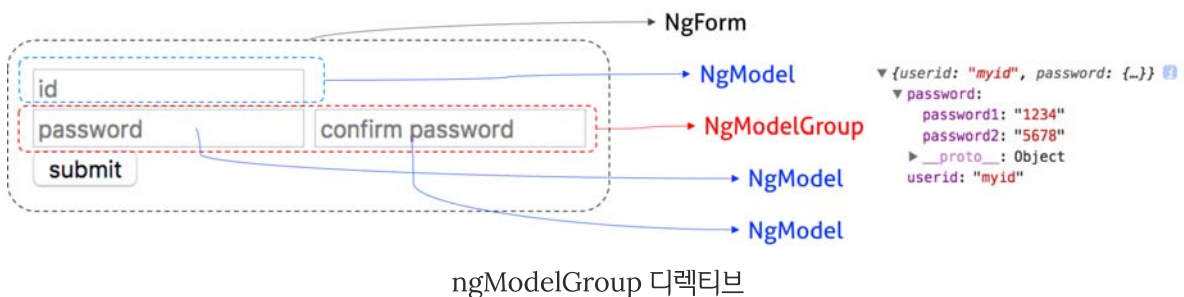 NgForm
id
NgModel
password
confirm password
NgModelGroup
submit
NgModel
NgModel
▼{userid: "myid", password: {…}} i
▼password:
password1: "1234"
password2: "5678"
▶__proto__: Object
userid: "myid"
ngModelGroup 디렉티브